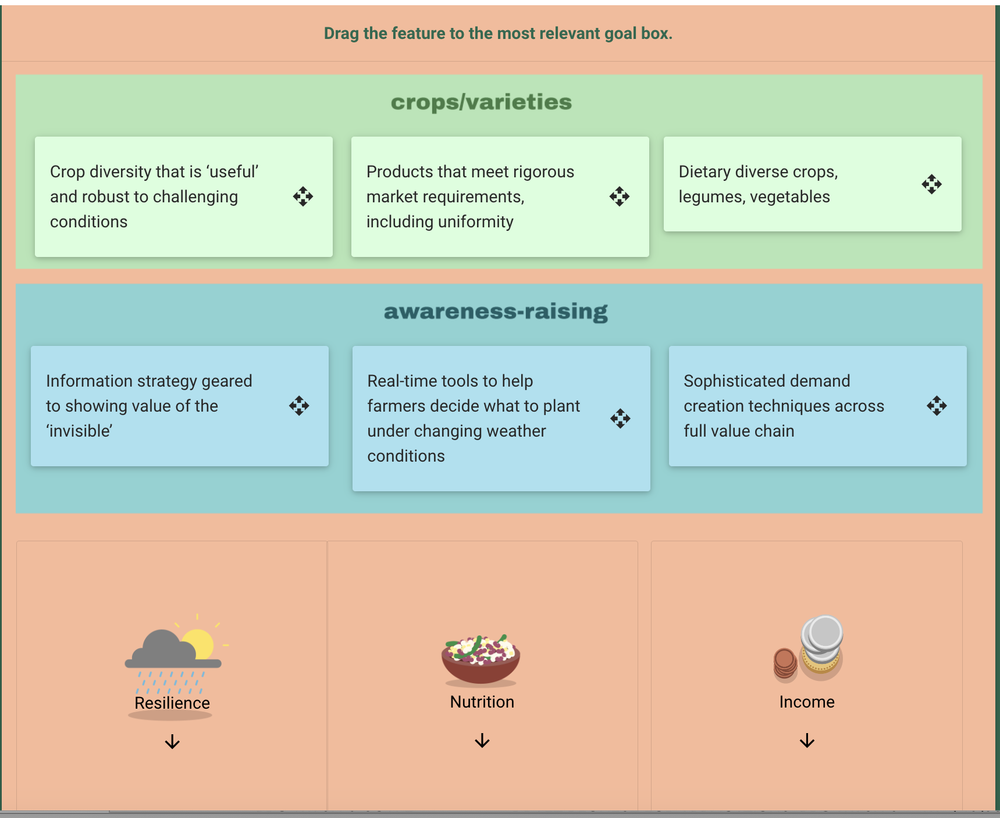 Drag the feature to the most relevant goal box.
crops/varieties
Crop diversity that is ‘useful’
and robust to challenging
conditions
Products that meet rigorous
market requirements,
including uniformity
Dietary diverse crops,
legumes, vegetables
awareness-raising
Information strategy geared
to showing value of the
‘invisible’
Real-time tools to help
farmers decide what to plant
under changing weather
conditions
Sophisticated demand
creation techniques across
full value chain
Resilience
Nutrition
Income